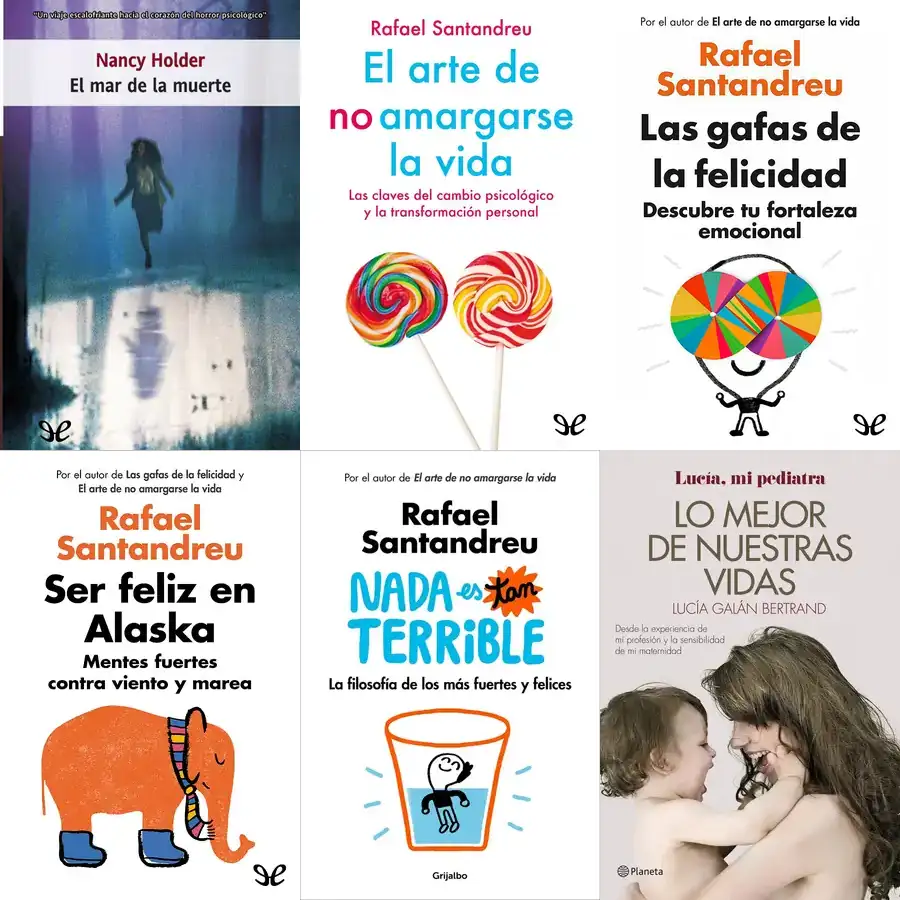 "Un viaje escalofriante hacia el corazón del horror psicológico"
Nancy Holder
El mar de la muerte
Rafael Santandreu
El arte de
no amargarse
la vida
Las claves del cambio psicológico
y la transformación personal
Por el autor de El arte de no amargarse la vida
Rafael
Santandreu
Las gafas de
la felicidad
Descubre tu fortaleza
emocional
Por el autor de Las gafas de la felicidad y
El arte de no amargarse la vida
Rafael
Santandreu
Ser feliz en
Alaska
Mentes fuertes
contra viento y marea
Por el autor de El arte de no amargarse la vida
Rafael
Santandreu
NADA es tan
TERRiBLE
La filosofía de los más fuertes y felices
Grijalbo
Lucía, mi pediatra
LO MEJOR
DE NUESTRAS
VIDAS
LUCÍA GALÁN BERTRAND
Desde la experiencia de
mi profesión y la sensibilidad
de mi maternidad
Planeta